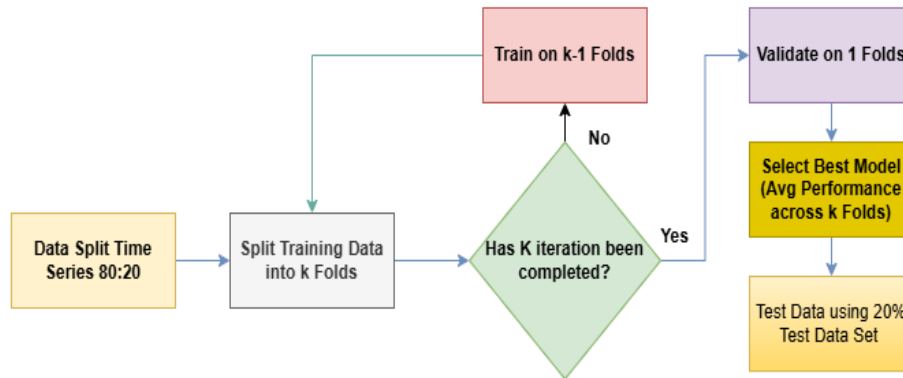 Data Split Time
Series 80:20
Split Training Data
into k Folds
Has K iteration been
completed?
No
Train on k-1 Folds
Yes
Validate on 1 Folds
Select Best Model
(Avg Performance
across k Folds)
Test Data using 20%
Test Data Set